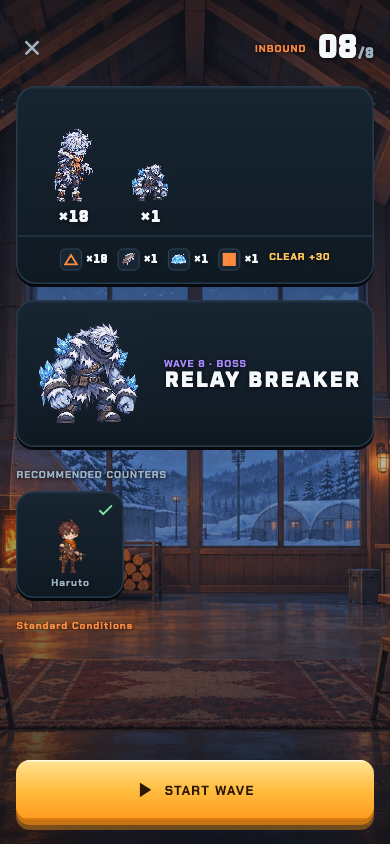 INBOUND 08/8
×18 ×1
×18 ×1 ×1 ×1 CLEAR +30
WAVE 8 · BOSS
RELAY BREAKER
RECOMMENDED COUNTERS
Haruto
Standard Conditions
START WAVE